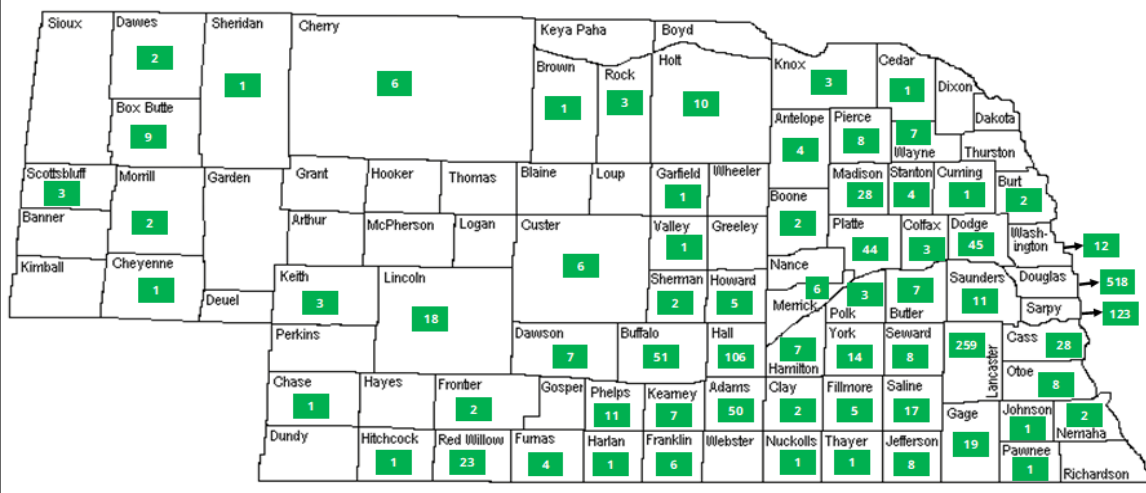 Sioux
Dawes
2
Sheridan
1
Cherry
6
Keya Paha
Boyd
Box Butte
9
Brown
1
Rock
3
Holt
10
Knox
3
Cedar
1
Dixon
Dakota
Antelope
4
Pierce
8
7
Wayne
Thurston
Scottsbluff
3
Morrill
2
Garden
Grant
Hooker
Thomas
Blaine
Loup
Garfield
1
Wheeler
Boone
2
Madison
28
Stanton
4
Cuming
1
Burt
2
Banner
Arthur
McPherson
Logan
Custer
6
Valley
1
Greeley
Platte
44
Colfax
3
Dodge
45
Wash-
ington
12
Kimball
Cheyenne
1
Deuel
Keith
3
Lincoln
18
Sherman
2
Howard
5
Nance
6
Merrick
3
Polk
7
Butler
Saunders
11
Douglas
518
Sarpy
123
Perkins
Dawson
7
Buffalo
51
Hall
106
7
Hamilton
York
14
Seward
8
259
Lancaster
Cass
28
Otoe
8
Chase
1
Hayes
Frontier
2
Gosper
Phelps
11
Kearney
7
Adams
50
Clay
2
Fillmore
5
Saline
17
Gage
19
Johnson
1
2
Nemaha
Dundy
Hitchcock
1
Red Willow
23
Furnas
4
Harlan
1
Franklin
6
Webster
Nuckolls
1
Thayer
1
Jefferson
8
Pawnee
1
Richardson